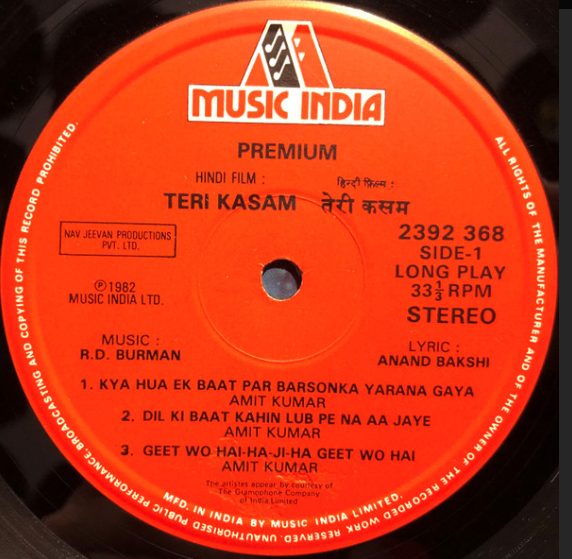 MUSIC INDIA
PREMIUM
HINDI FILM : हिन्दी फ़िल्म :
TERI KASAM तेरी कसम
NAV JEEVAN PRODUCTIONS
PVT. LTD.
2392 368
SIDE-1
LONG PLAY
33⅓ RPM
STEREO
Ⓟ 1982
MUSIC INDIA LTD.
MUSIC :
R.D. BURMAN
LYRIC :
ANAND BAKSHI
1. KYA HUA EK BAAT PAR BARSONKA YARANA GAYA
AMIT KUMAR
2. DIL KI BAAT KAHIN LUB PE NA AA JAYE
AMIT KUMAR
3. GEET WO HAI-HA-JI-HA GEET WO HAI
AMIT KUMAR
The artistes appear by courtesy of
The Gramophone Company
of India Limited
MFD. IN INDIA BY MUSIC INDIA LIMITED.
ALL RIGHTS OF THE MANUFACTURER AND OF THE OWNER OF THE RECORDED WORK RESERVED. UNAUTHORISED PUBLIC PERFORMANCE, BROADCASTING AND COPYING OF THIS RECORD PROHIBITED.